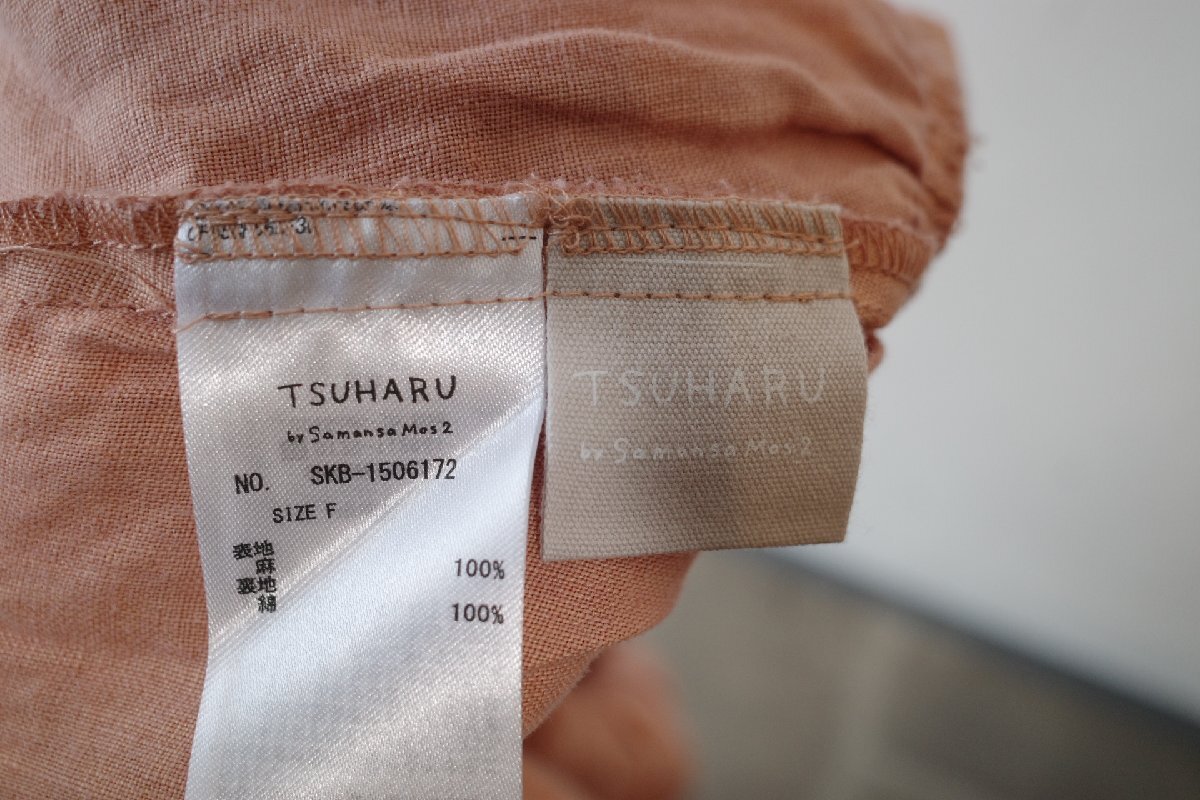 TSUHARU
by Samansa Mos2
NO. SKB-1506172
SIZE F
表地
麻 100%
裏地
綿 100%
TSUHARU
by Samansa Mos2